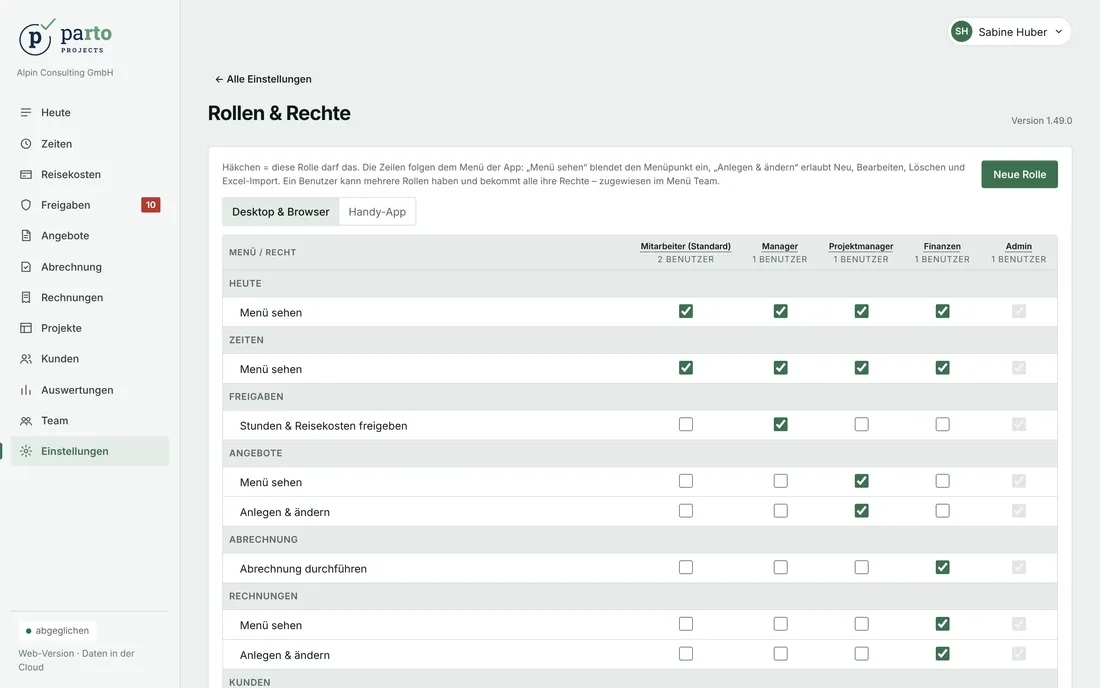 p parto
PROJECTS
Alpin Consulting GmbH
Heute
Zeiten
Reisekosten
Freigaben 10
Angebote
Abrechnung
Rechnungen
Projekte
Kunden
Auswertungen
Team
Einstellungen
abgeglichen
Web-Version · Daten in der
Cloud
SH Sabine Huber
← Alle Einstellungen
Rollen & Rechte
Version 1.49.0
Häkchen = diese Rolle darf das. Die Zeilen folgen dem Menü der App: „Menü sehen“ blendet den Menüpunkt ein, „Anlegen & ändern“ erlaubt Neu, Bearbeiten, Löschen und
Excel-Import. Ein Benutzer kann mehrere Rollen haben und bekommt alle ihre Rechte – zugewiesen im Menü Team.
Neue Rolle
Desktop & Browser Handy-App
MENÜ / RECHT Mitarbeiter (Standard) Manager Projektmanager Finanzen Admin
2 BENUTZER 1 BENUTZER 1 BENUTZER 1 BENUTZER 1 BENUTZER
HEUTE
Menü sehen
ZEITEN
Menü sehen
FREIGABEN
Stunden & Reisekosten freigeben
ANGEBOTE
Menü sehen
Anlegen & ändern
ABRECHNUNG
Abrechnung durchführen
RECHNUNGEN
Menü sehen
Anlegen & ändern
KUNDEN